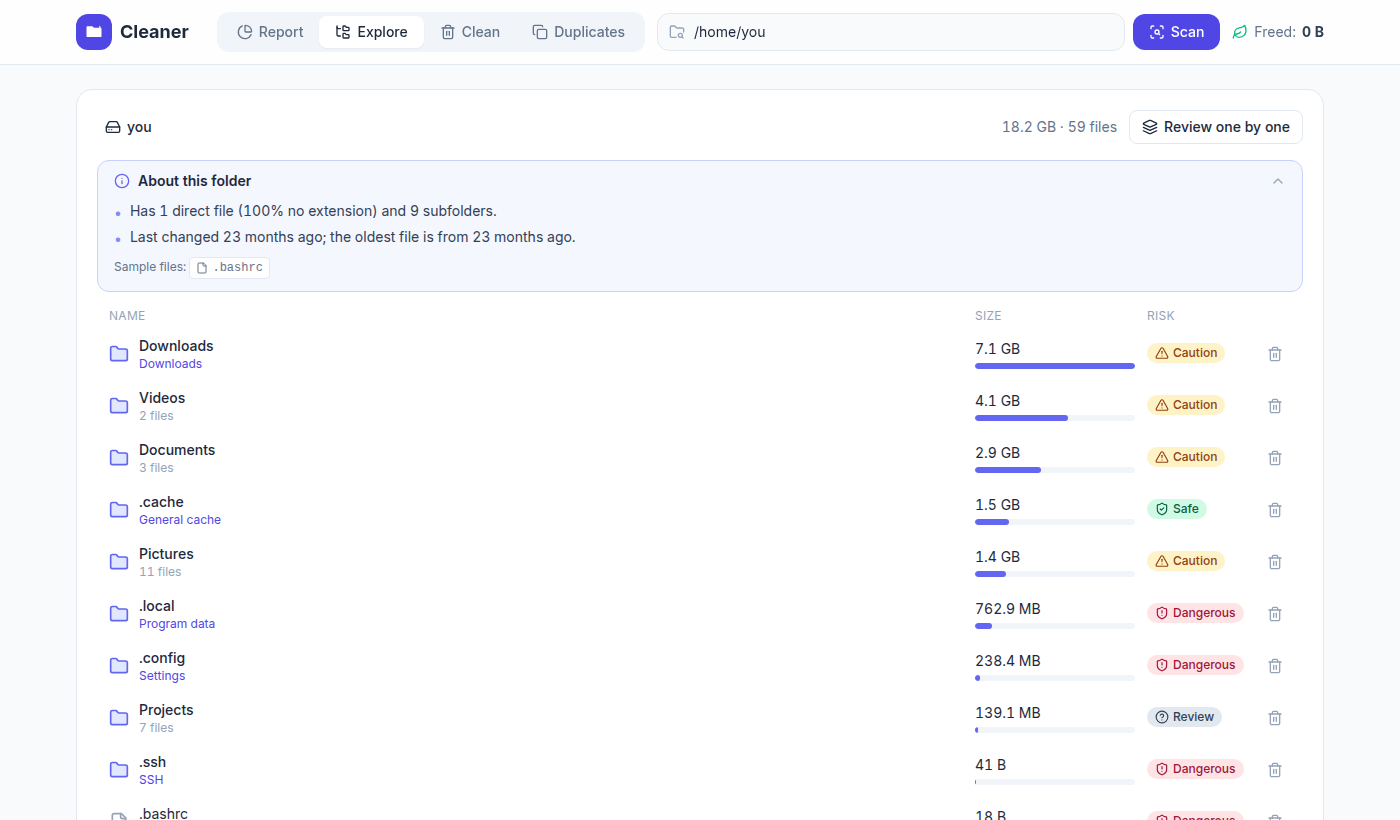 Cleaner
Report
Explore
Clean
Duplicates
/home/you
Scan
Freed: 0 B
you
18.2 GB · 59 files
Review one by one
About this folder
Has 1 direct file (100% no extension) and 9 subfolders.
Last changed 23 months ago; the oldest file is from 23 months ago.
Sample files: .bashrc
NAME SIZE RISK
Downloads
Downloads
7.1 GB
Caution
Videos
2 files
4.1 GB
Caution
Documents
3 files
2.9 GB
Caution
.cache
General cache
1.5 GB
Safe
Pictures
11 files
1.4 GB
Caution
.local
Program data
762.9 MB
Dangerous
.config
Settings
238.4 MB
Dangerous
Projects
7 files
139.1 MB
Review
.ssh
SSH
41 B
Dangerous
.bashrc
18 B
Dangerous